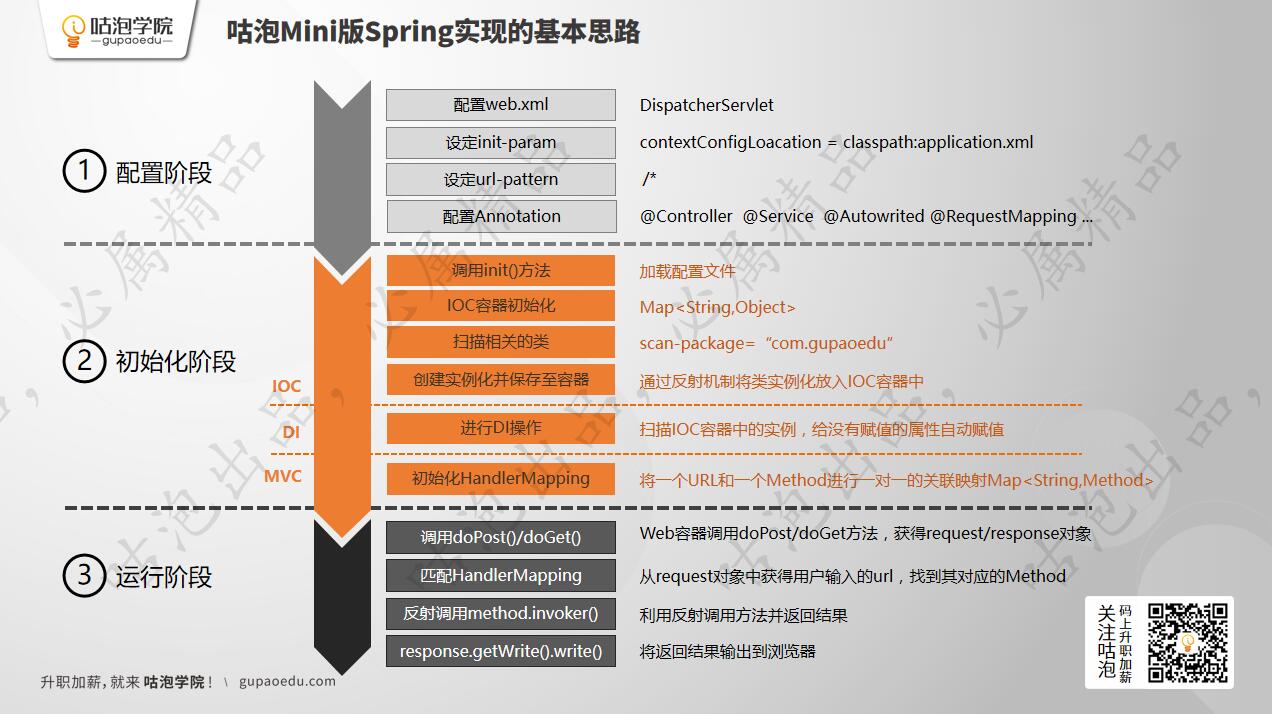 咕泡学院
gupaoedu
咕泡Mini版Spring实现的基本思路
① 配置阶段
配置web.xml DispatcherServlet
设定init-param contextConfigLoacation = classpath:application.xml
设定url-pattern /*
配置Annotation @Controller @Service @Autowrited @RequestMapping ...
② 初始化阶段
调用init()方法 加载配置文件
IOC容器初始化 Map<String,Object>
扫描相关的类 scan-package=“com.gupaoedu“
IOC 创建实例化并保存至容器 通过反射机制将类实例化放入IOC容器中
DI 进行DI操作 扫描IOC容器中的实例，给没有赋值的属性自动赋值
MVC 初始化HandlerMapping 将一个URL和一个Method进行一对一的关联映射Map<String,Method>
③ 运行阶段
调用doPost()/doGet() Web容器调用doPost/doGet方法，获得request/response对象
匹配HandlerMapping 从request对象中获得用户输入的url，找到其对应的Method
反射调用method.invoker() 利用反射调用方法并返回结果
response.getWrite().write() 将返回结果输出到浏览器
关注咕泡
码上升职加薪
升职加薪，就来 咕泡学院！ \ gupaoedu.com
咕泡出品，必属精品
咕泡出品，必属精品
咕泡出品，必属精品